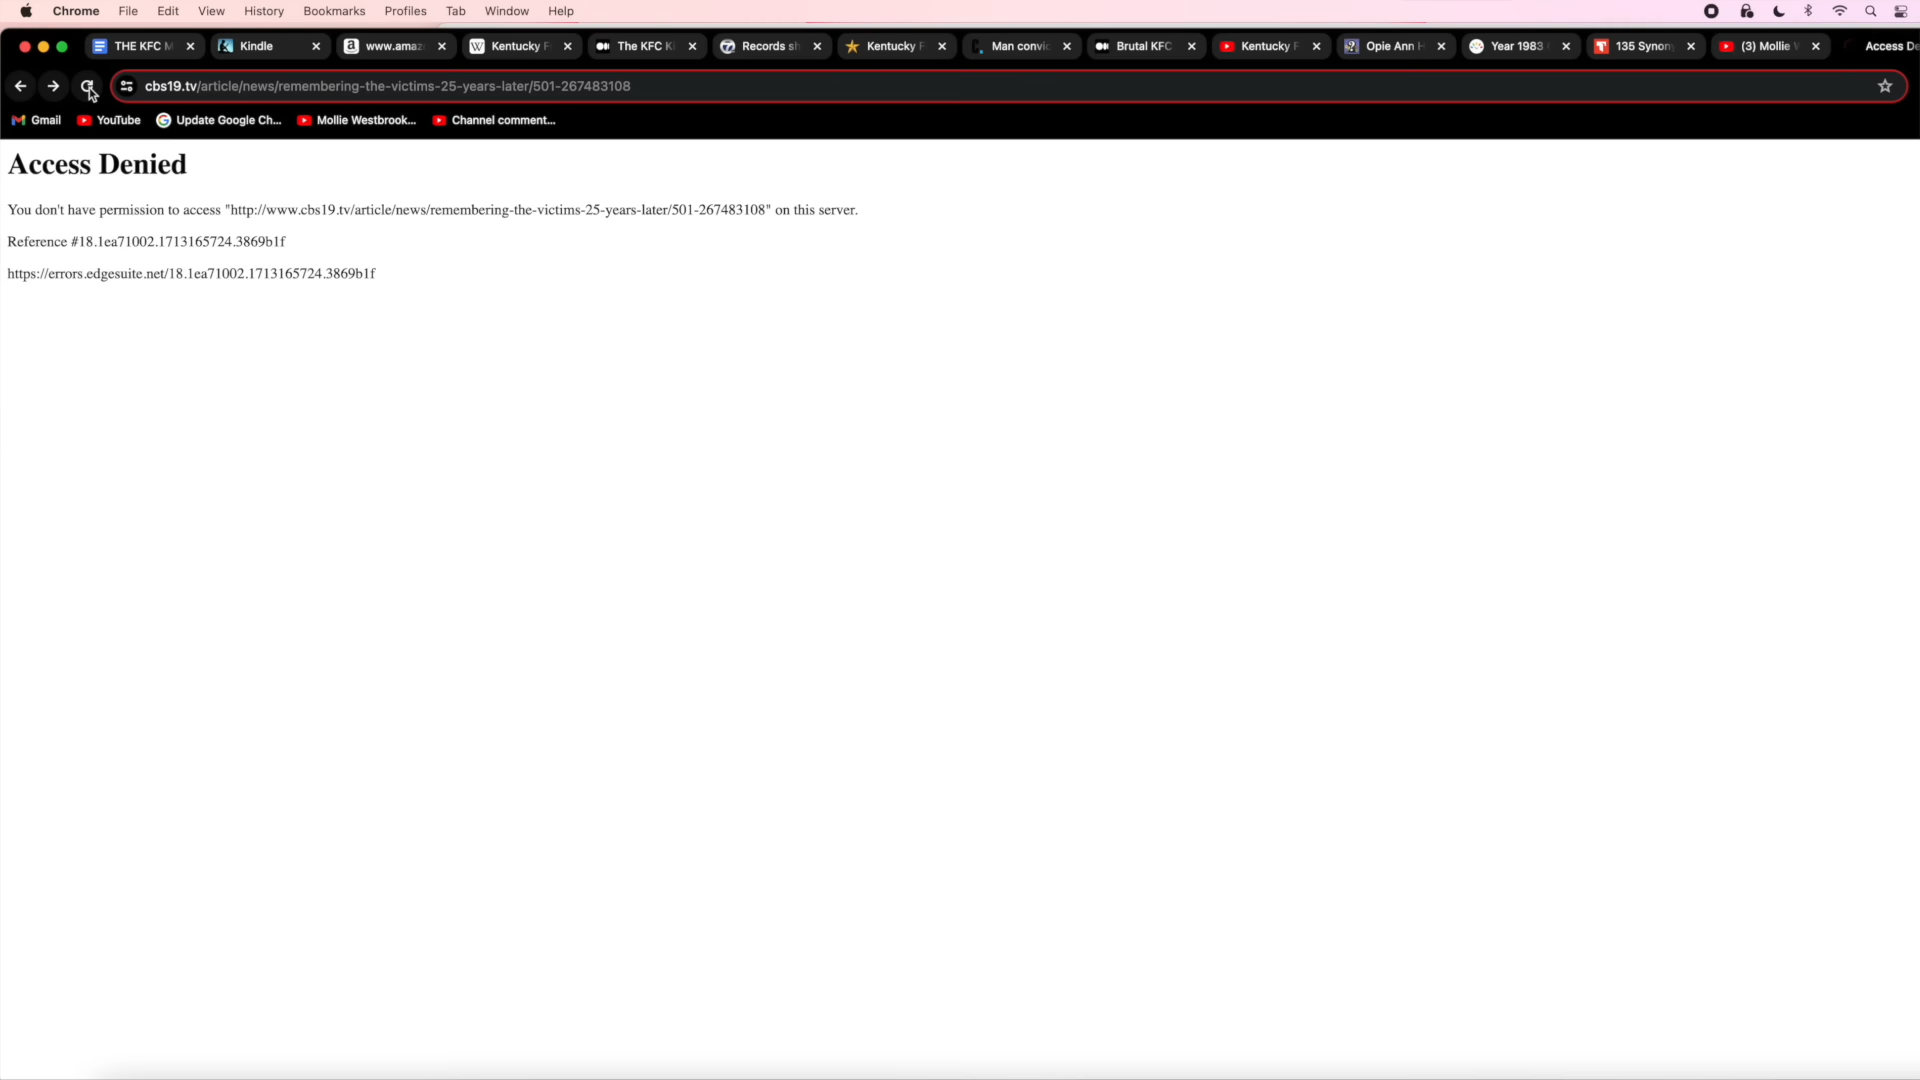 Chrome File Edit View History Bookmarks Profiles Tab Window Help
THE KFC M Kindle www.amaz Kentucky F The KFC Ki Records sh Kentucky F Man convic Brutal KFC Kentucky F Opie Ann H Year 1983 135 Synon (3) Mollie Access De
cbs19.tv/article/news/remembering-the-victims-25-years-later/501-267483108
Gmail YouTube Update Google Ch... Mollie Westbrook... Channel comment...
Access Denied
You don't have permission to access "http://www.cbs19.tv/article/news/remembering-the-victims-25-years-later/501-267483108" on this server.
Reference #18.1ea71002.1713165724.3869b1f
https://errors.edgesuite.net/18.1ea71002.1713165724.3869b1f